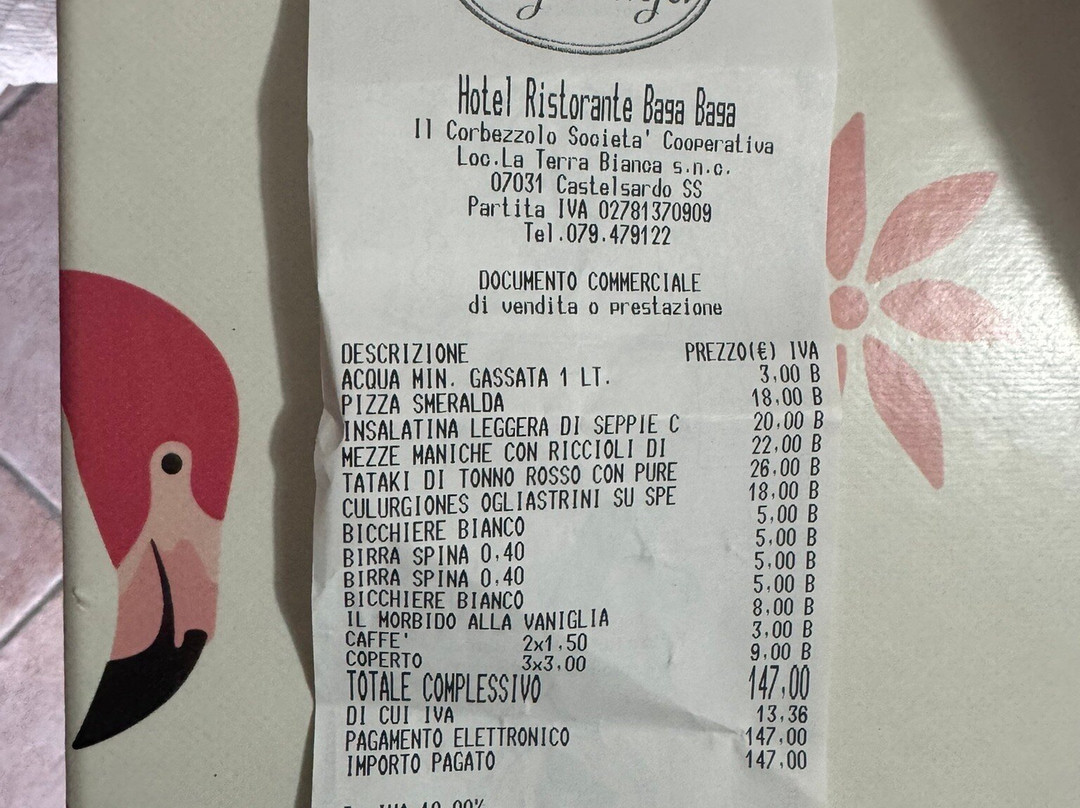 Hotel Ristorante Baga Baga
Il Corbezzolo Societa' Cooperativa
Loc.La Terra Bianca s.n.c.
07031 Castelsardo SS
Partita IVA 02781370909
Tel.079.479122
DOCUMENTO COMMERCIALE
di vendita o prestazione
DESCRIZIONE PREZZO(€) IVA
ACQUA MIN. GASSATA 1 LT. 3,00 B
PIZZA SMERALDA 18,00 B
INSALATINA LEGGERA DI SEPPIE C 20,00 B
MEZZE MANICHE CON RICCIOLI DI 22,00 B
TATAKI DI TONNO ROSSO CON PURE 26,00 B
CULURGIONES OGLIASTRINI SU SPE 18,00 B
BICCHIERE BIANCO 5,00 B
BIRRA SPINA 0,40 5,00 B
BIRRA SPINA 0,40 5,00 B
BICCHIERE BIANCO 5,00 B
IL MORBIDO ALLA VANIGLIA 8,00 B
CAFFE' 2x1,50 3,00 B
COPERTO 3x3,00 9,00 B
TOTALE COMPLESSIVO 147,00
DI CUI IVA 13,36
PAGAMENTO ELETTRONICO 147,00
IMPORTO PAGATO 147,00